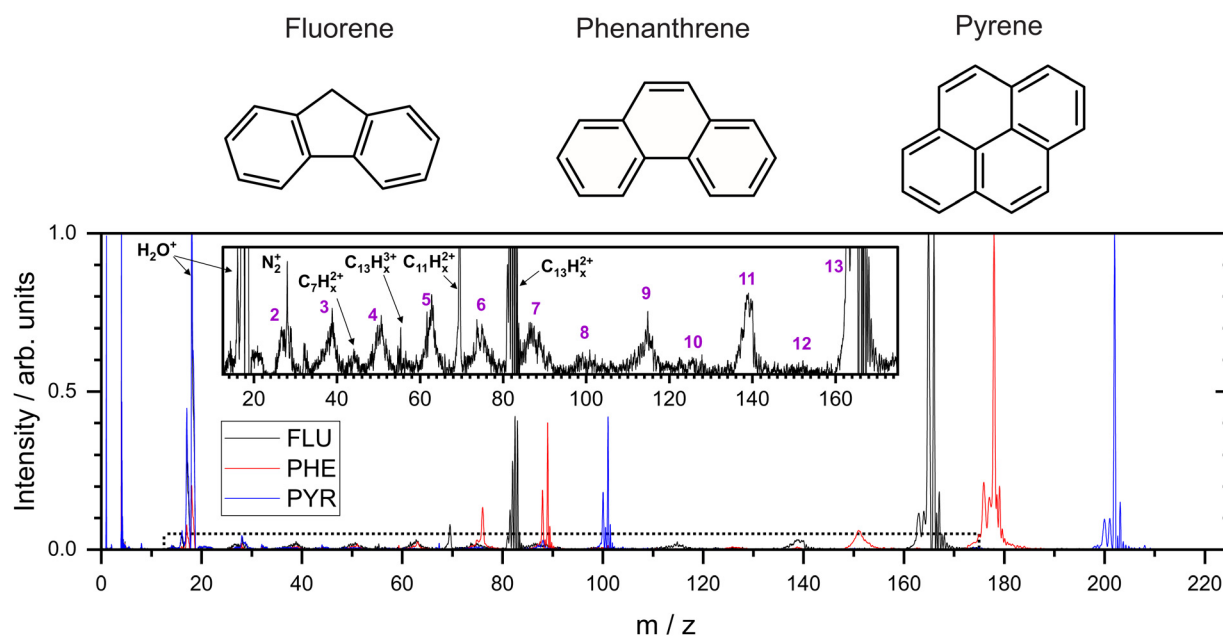 Fluorene Phenanthrene Pyrene
1.0
H₂O⁺
N₂⁺
C₇Hₓ²⁺
C₁₃Hₓ³⁺
C₁₁Hₓ²⁺
C₁₃Hₓ²⁺
13
2 3 4 5 6 7 8 9 10 11 12
20 40 60 80 100 120 140 160
Intensity / arb. units
0.5
FLU
PHE
PYR
0.0
0 20 40 60 80 100 120 140 160 180 200 220
m / z